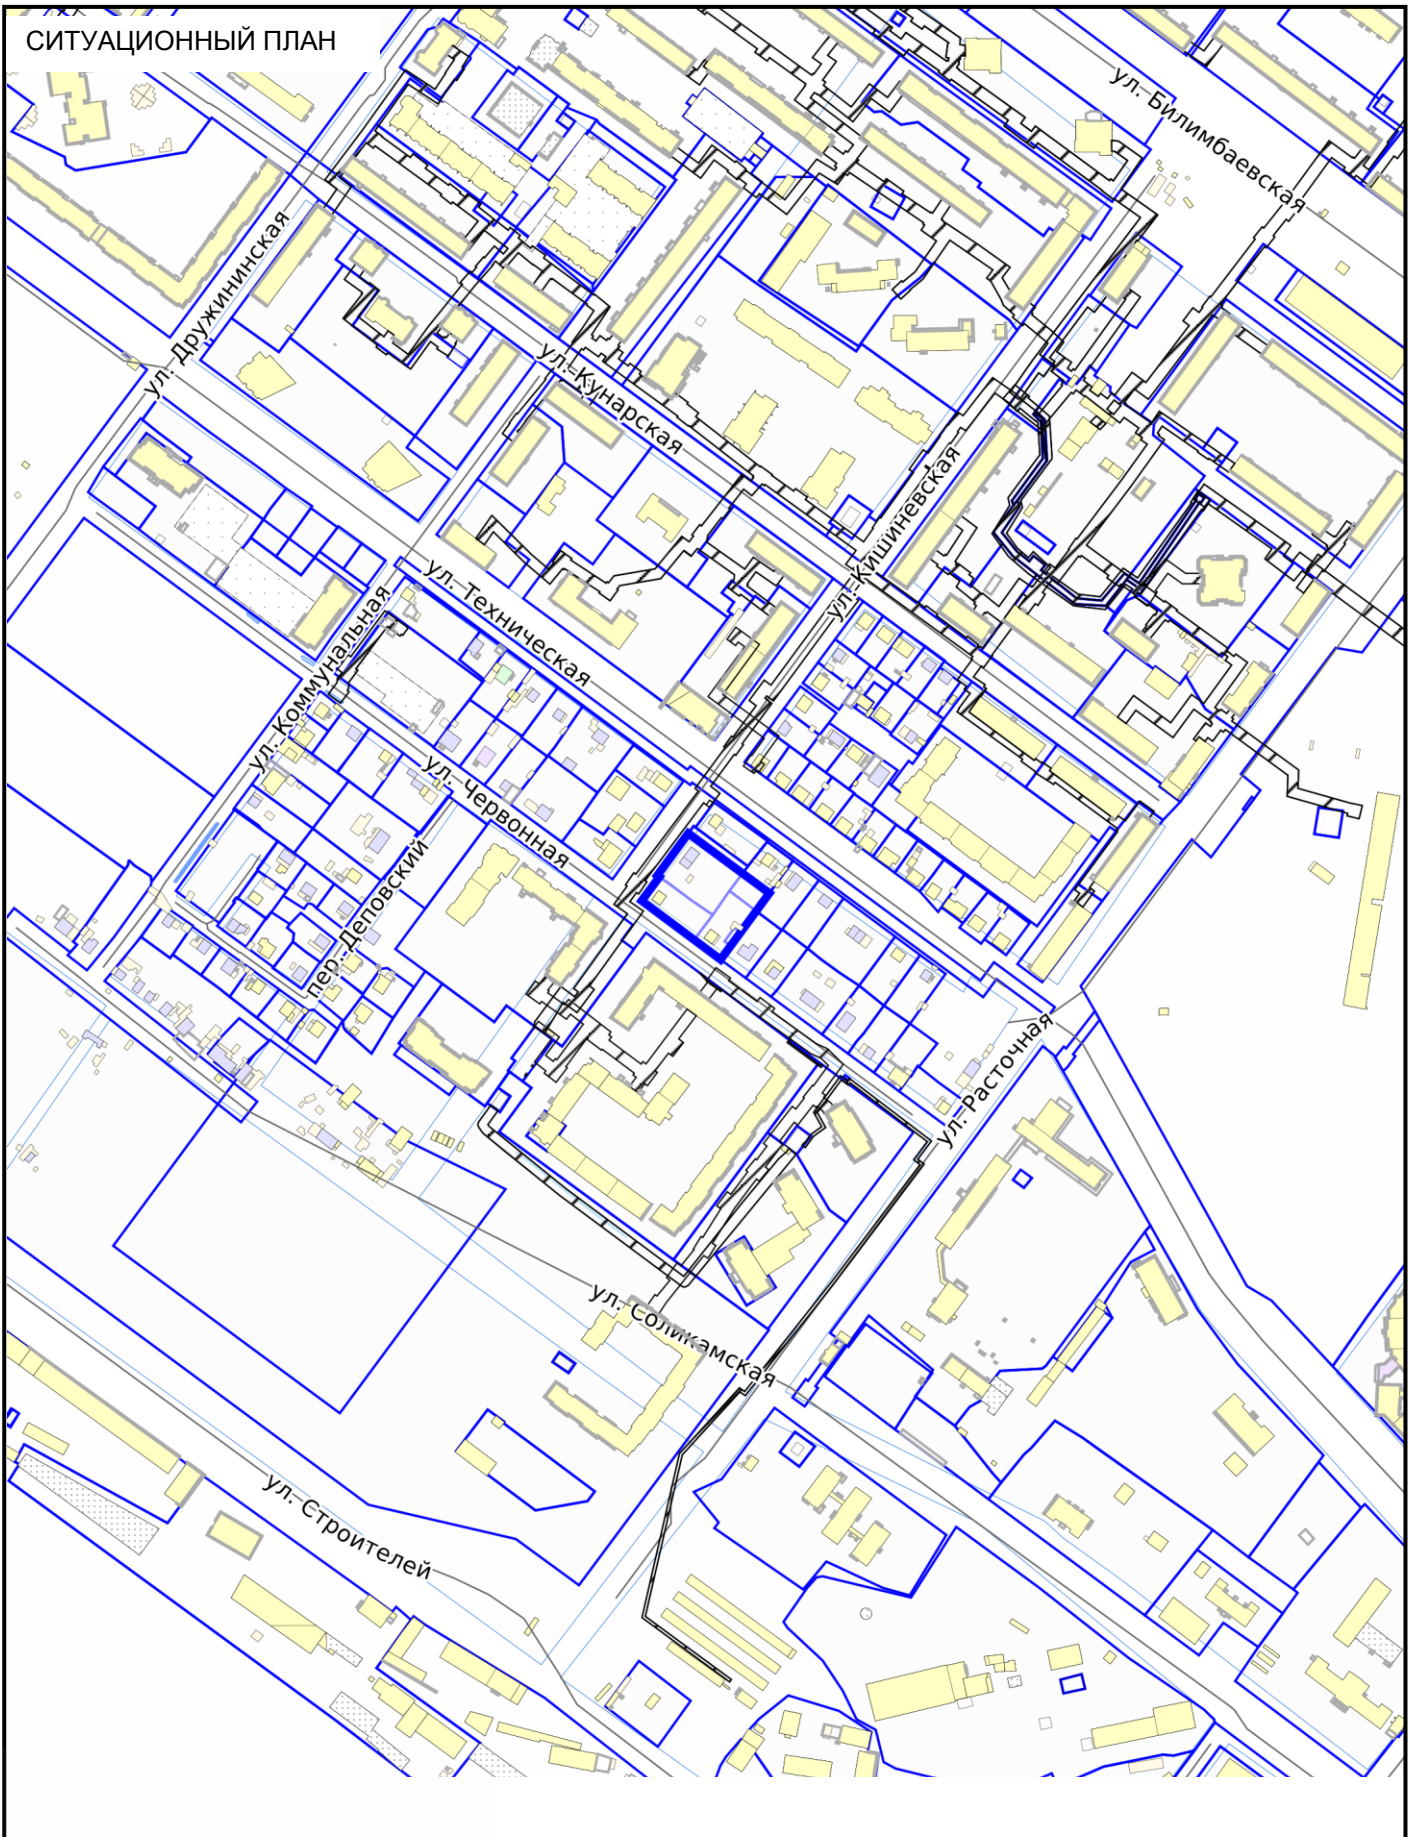 СИТУАЦИОННЫЙ ПЛАН
ул. Билимбаевская
ул. Дружининская
ул. Кунарская
ул. Кишиневская
ул. Техническая
ул. Коммунальная
ул. Червонная
пер. Деповский
ул. Расточная
ул. Соликамская
ул. Строителей